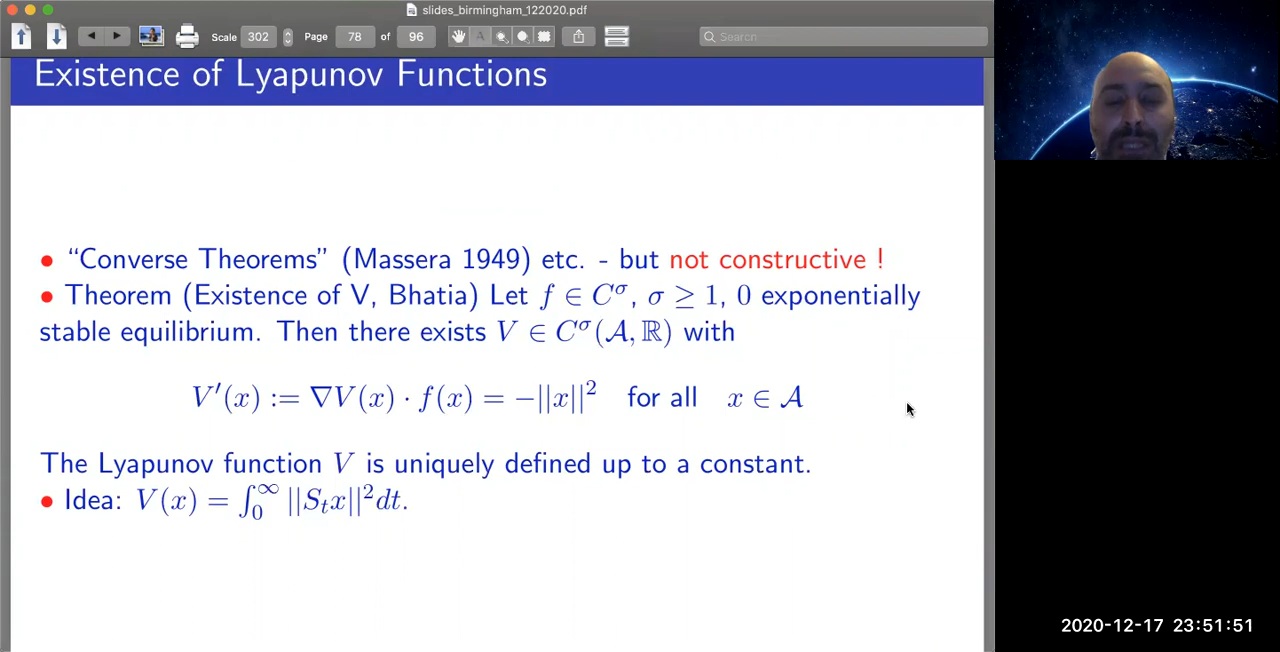 slides_birmingham_122020.pdf
Scale 302 Page 78 of 96 Search
Existence of Lyapunov Functions
• “Converse Theorems” (Massera 1949) etc. - but not constructive !
• Theorem (Existence of V, Bhatia) Let f ∈ C^σ, σ ≥ 1, 0 exponentially
stable equilibrium. Then there exists V ∈ C^σ(𝒜, ℝ) with
V′(x) := ∇V(x) · f(x) = −||x||² for all x ∈ 𝒜
The Lyapunov function V is uniquely defined up to a constant.
• Idea: V(x) = ∫₀^∞ ||S_t x||² dt.
2020-12-17 23:51:51